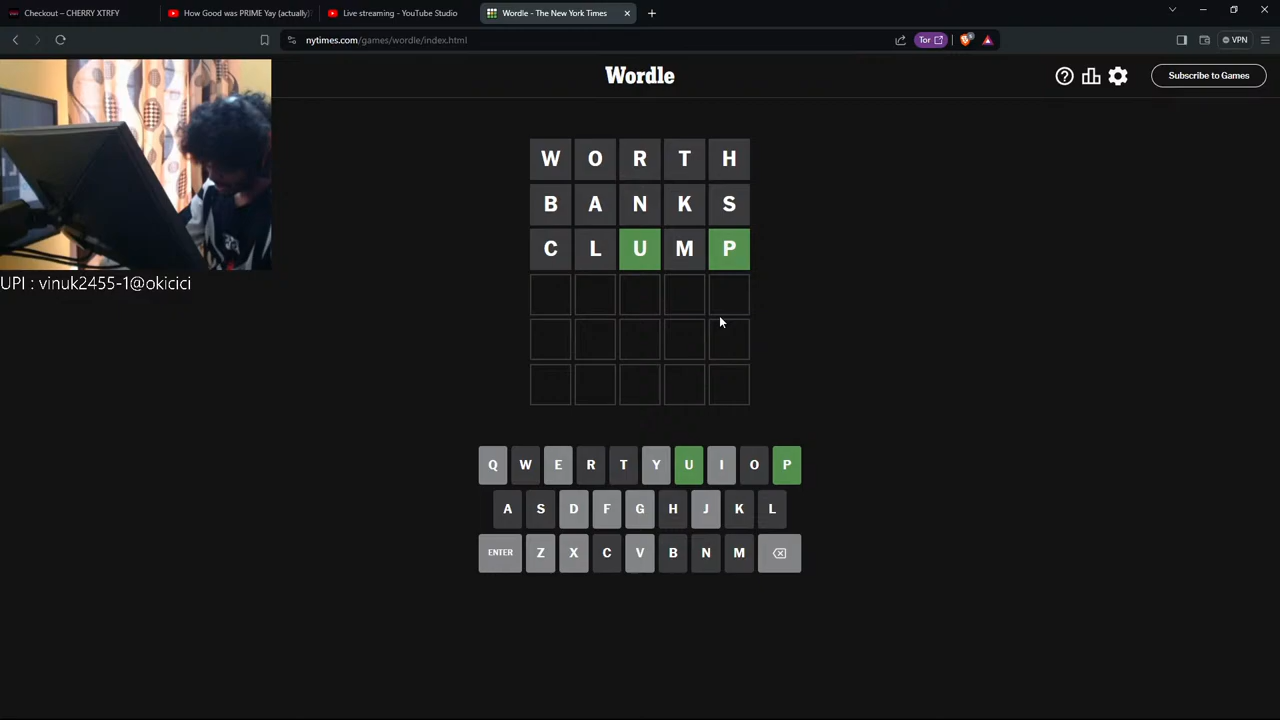 Checkout – CHERRY XTRFY
How Good was PRIME Yay (actually)?
Live streaming - YouTube Studio
Wordle - The New York Times
nytimes.com/games/wordle/index.html
Tor
VPN
Wordle
Subscribe to Games
W O R T H
B A N K S
C L U M P
UPI : vinuk2455-1@okicici
Q W E R T Y U I O P
A S D F G H J K L
ENTER Z X C V B N M